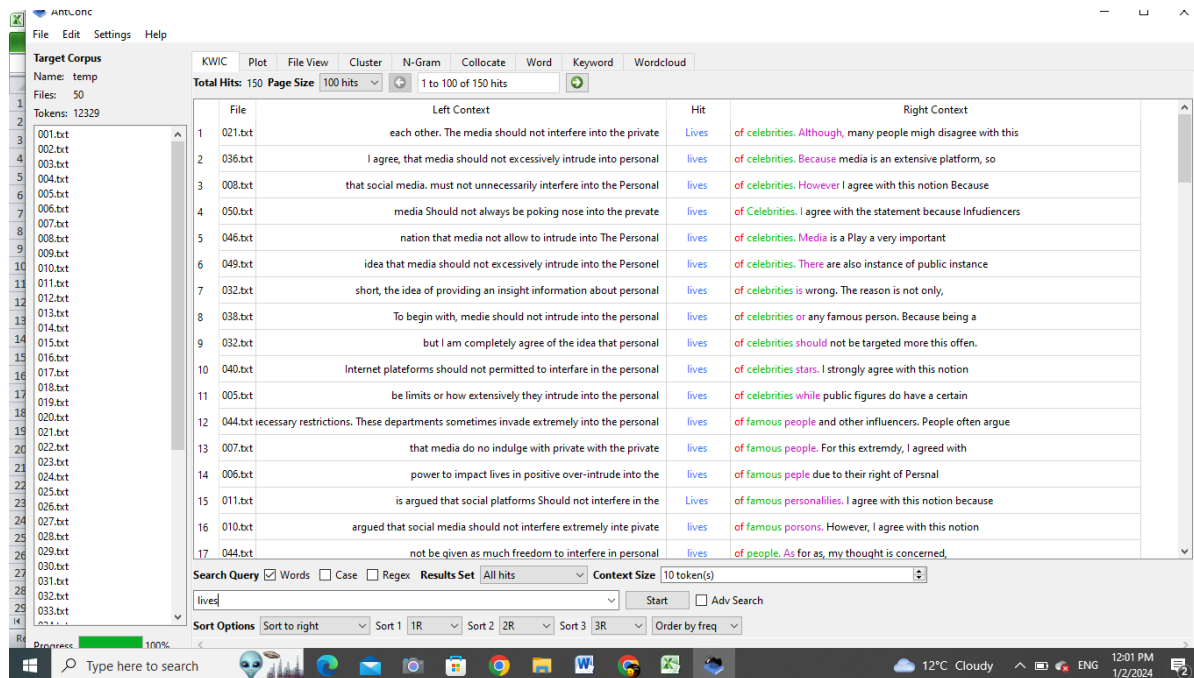 AntConc
File Edit Settings Help
Target Corpus
Name: temp
Files: 50
Tokens: 12329
001.txt
002.txt
003.txt
004.txt
005.txt
006.txt
007.txt
008.txt
009.txt
010.txt
011.txt
012.txt
013.txt
014.txt
015.txt
016.txt
017.txt
018.txt
019.txt
020.txt
021.txt
022.txt
023.txt
024.txt
025.txt
026.txt
027.txt
028.txt
029.txt
030.txt
031.txt
032.txt
033.txt
Progress 100%
KWIC Plot File View Cluster N-Gram Collocate Word Keyword Wordcloud
Total Hits: 150 Page Size 100 hits 1 to 100 of 150 hits
File Left Context Hit Right Context
1 021.txt each other. The media should not interfere into the private Lives of celebrities. Although, many people migh disagree with this
2 036.txt I agree, that media should not excessively intrude into personal lives of celebrities. Because media is an extensive platform, so
3 008.txt that social media. must not unnecessarily interfere into the Personal lives of celebrities. However I agree with this notion Because
4 050.txt media Should not always be poking nose into the prevate lives of Celebrities. I agree with the statement because Infudiencers
5 046.txt nation that media not allow to intrude into The Personal lives of celebrities. Media is a Play a very important
6 049.txt idea that media should not excessively intrude into the Personel lives of celebrities. There are also instance of public instance
7 032.txt short, the idea of providing an insight information about personal lives of celebrities is wrong. The reason is not only,
8 038.txt To begin with, medie should not intrude into the personal lives of celebrities or any famous person. Because being a
9 032.txt but I am completely agree of the idea that personal lives of celebrities should not be targeted more this offen.
10 040.txt Internet plateforms should not permitted to interfare in the personal lives of celebrities stars. I strongly agree with this notion
11 005.txt be limits or how extensively they intrude into the personal lives of celebrities while public figures do have a certain
12 044.txt necessary restrictions. These departments sometimes invade extremely into the personal lives of famous people and other influencers. People often argue
13 007.txt that media do no indulge with private with the private lives of famous people. For this extremdy, I agreed with
14 006.txt power to impact lives in positive over-intrude into the lives of famous peple due to their right of Persnal
15 011.txt is argued that social platforms Should not interfere in the Lives of famous personalilies. I agree with this notion because
16 010.txt argued that social media should not interfere extremely inte pivate lives of famous porsons. However, I agree with this notion
17 044.txt not be given as much freedom to interfere in personal lives of people. As for as, my thought is concerned,
Search Query Words Case Regex Results Set All hits Context Size 10 token(s)
lives Start Adv Search
Sort Options Sort to right Sort 1 1R Sort 2 2R Sort 3 3R Order by freq
Type here to search 12°C Cloudy ENG 12:01 PM
1/2/2024 2